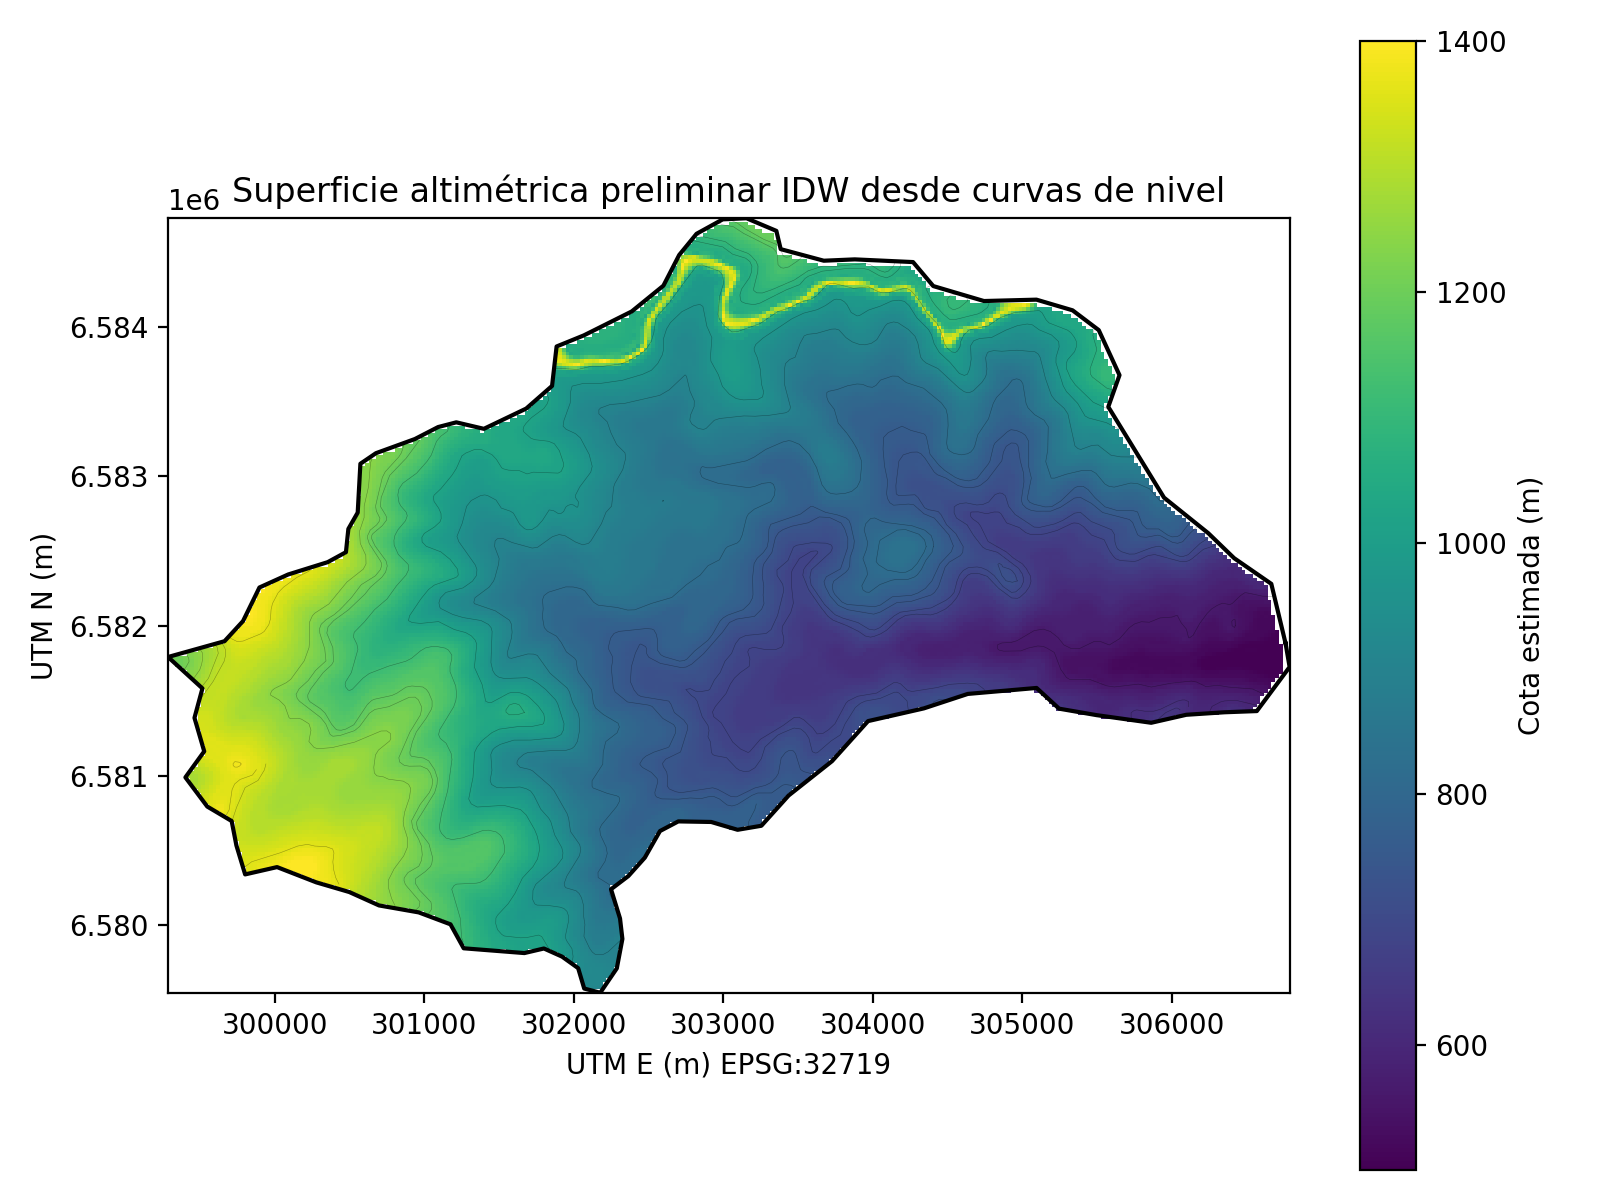 Superficie altimétrica preliminar IDW desde curvas de nivel
1e6
6.584
6.583
6.582
6.581
6.580
UTM N (m)
300000 301000 302000 303000 304000 305000 306000
UTM E (m) EPSG:32719
1400
1200
1000
800
600
Cota estimada (m)